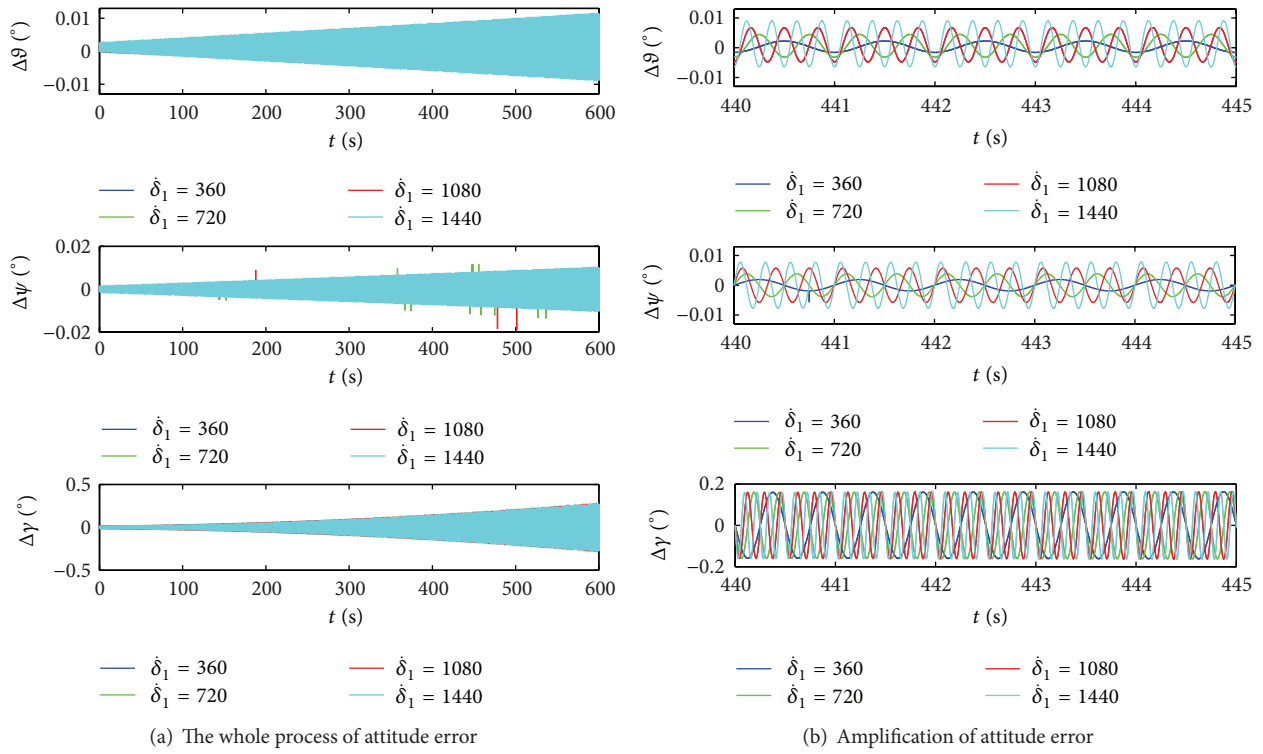 Δϑ (°)
0.01
0
−0.01
0 100 200 300 400 500 600
t (s)
δ̇₁ = 360
δ̇₁ = 1080
δ̇₁ = 720
δ̇₁ = 1440
Δψ (°)
0.02
0
−0.02
0 100 200 300 400 500 600
t (s)
δ̇₁ = 360
δ̇₁ = 1080
δ̇₁ = 720
δ̇₁ = 1440
Δγ (°)
0.5
0
−0.5
0 100 200 300 400 500 600
t (s)
δ̇₁ = 360
δ̇₁ = 1080
δ̇₁ = 720
δ̇₁ = 1440
(a) The whole process of attitude error
Δϑ (°)
0.01
0
−0.01
440 441 442 443 444 445
t (s)
δ̇₁ = 360
δ̇₁ = 1080
δ̇₁ = 720
δ̇₁ = 1440
Δψ (°)
0.01
0
−0.01
440 441 442 443 444 445
t (s)
δ̇₁ = 360
δ̇₁ = 1080
δ̇₁ = 720
δ̇₁ = 1440
Δγ (°)
0.2
0
−0.2
440 441 442 443 444 445
t (s)
δ̇₁ = 360
δ̇₁ = 1080
δ̇₁ = 720
δ̇₁ = 1440
(b) Amplification of attitude error